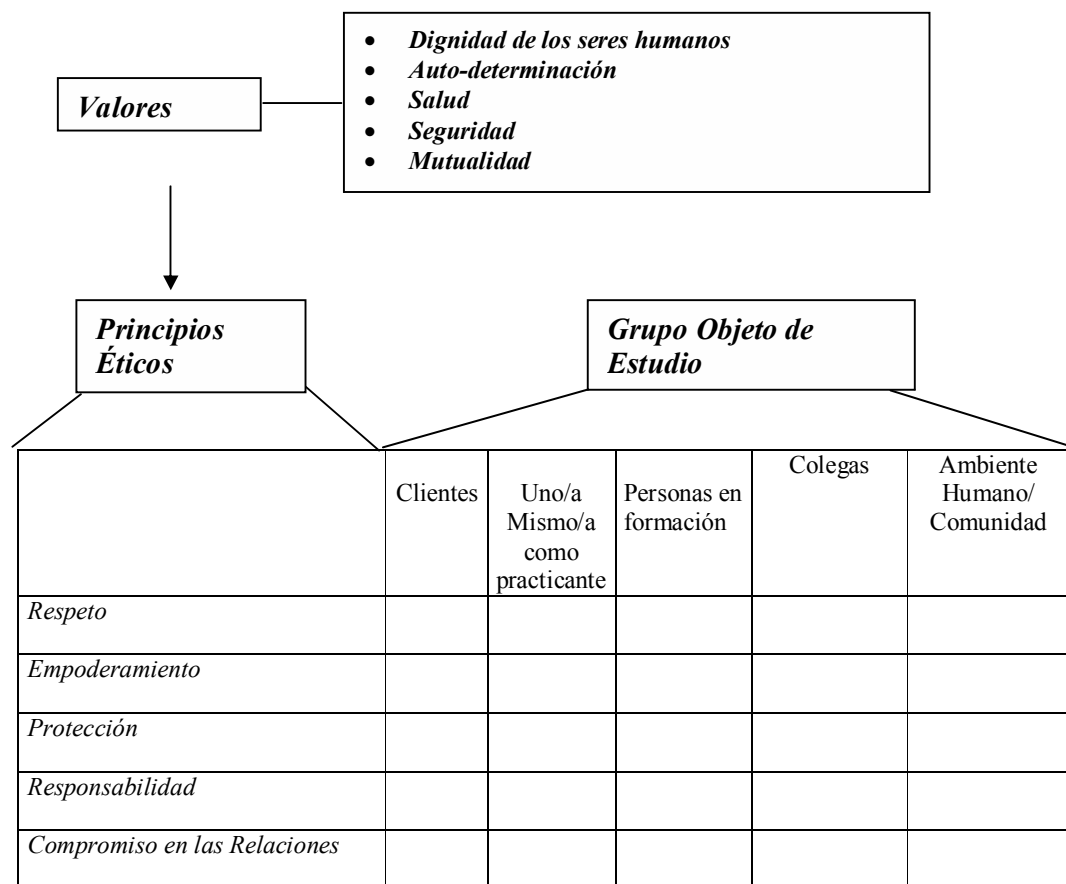 • Dignidad de los seres humanos
• Auto-determinación
• Salud
• Seguridad
• Mutualidad
Valores
Principios
Éticos
Grupo Objeto de
Estudio
Clientes
Uno/a
Mismo/a
como
practicante
Personas en
formación
Colegas
Ambiente
Humano/
Comunidad
Respeto
Empoderamiento
Protección
Responsabilidad
Compromiso en las Relaciones